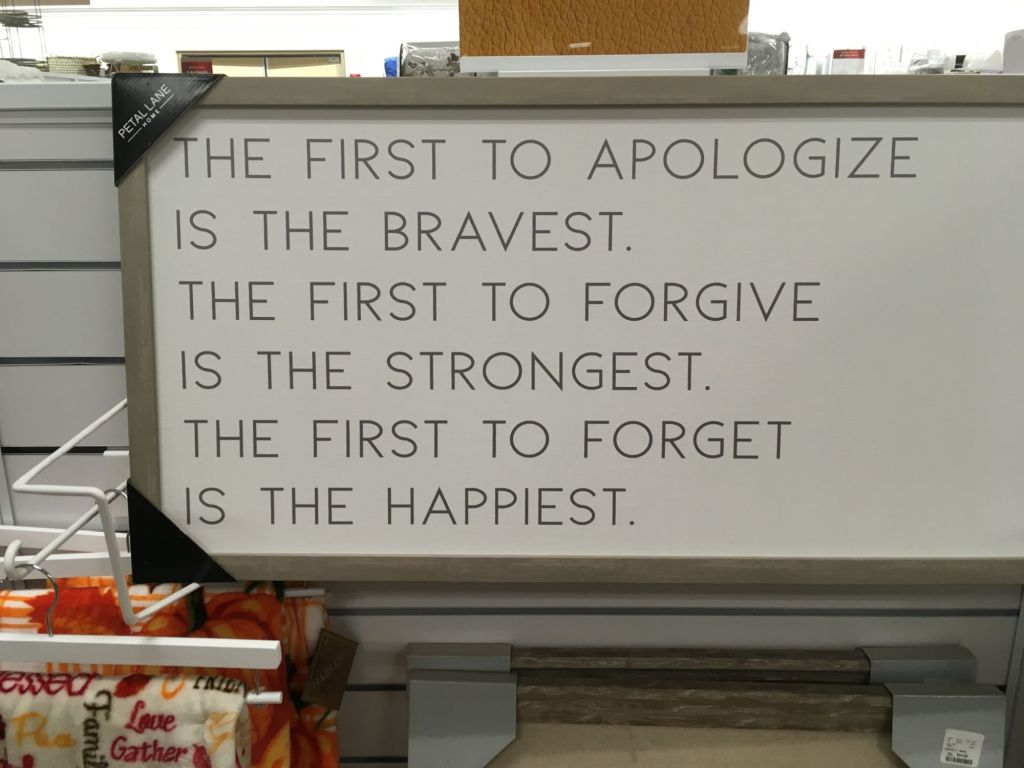 PETAL LANE
HOME
THE FIRST TO APOLOGIZE
IS THE BRAVEST.
THE FIRST TO FORGIVE
IS THE STRONGEST.
THE FIRST TO FORGET
IS THE HAPPIEST.
Love
Gather